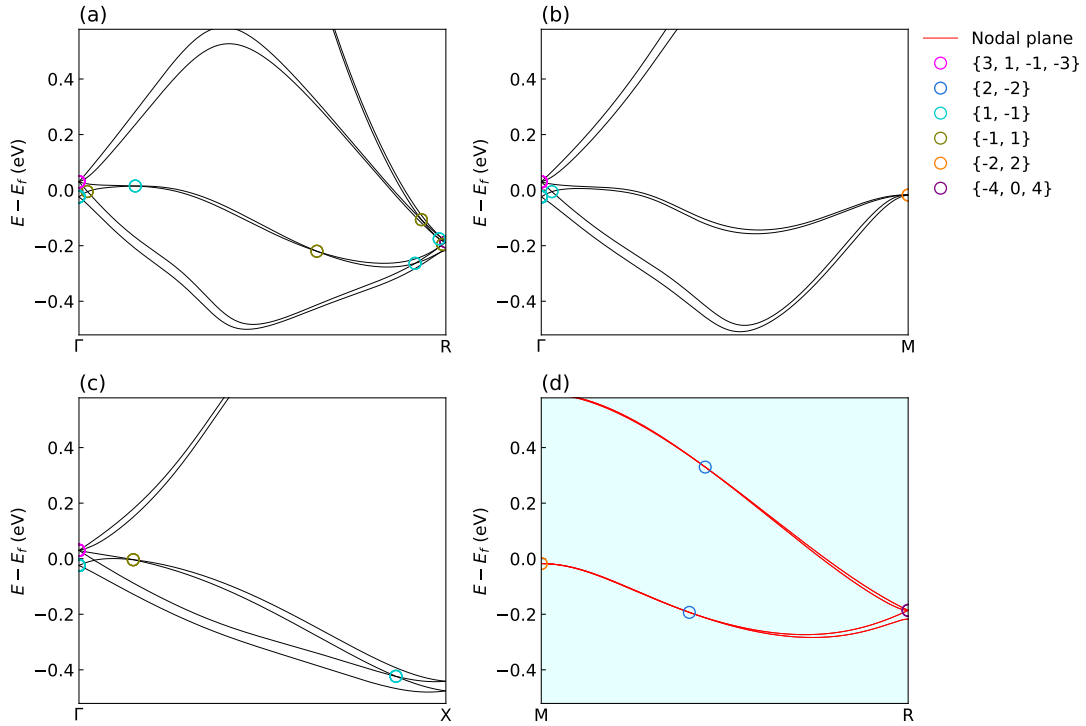 (a)
E − E_f (eV)
0.4
0.2
0.0
−0.2
−0.4
Γ
R
(b)
E − E_f (eV)
0.4
0.2
0.0
−0.2
−0.4
Γ
M
Nodal plane
{3, 1, -1, -3}
{2, -2}
{1, -1}
{-1, 1}
{-2, 2}
{-4, 0, 4}
(c)
E − E_f (eV)
0.4
0.2
0.0
−0.2
−0.4
Γ
X
(d)
E − E_f (eV)
0.4
0.2
0.0
−0.2
−0.4
M
R